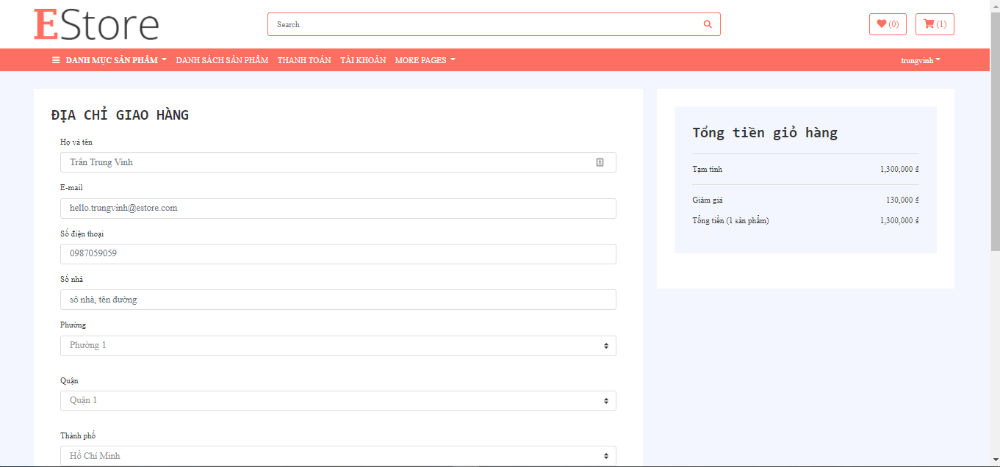 EStore
Search
(0)
(1)
DANH MỤC SẢN PHẨM DANH SÁCH SẢN PHẨM THANH TOÁN TÀI KHOẢN MORE PAGES trungvinh
ĐỊA CHỈ GIAO HÀNG
Họ và tên
Trần Trung Vinh
E-mail
hello.trungvinh@estore.com
Số điện thoại
0987059059
Số nhà
số nhà, tên đường
Phường
Phường 1
Quận
Quận 1
Thành phố
Hồ Chí Minh
Tổng tiền giỏ hàng
Tạm tính 1,300,000 ₫
Giảm giá 130,000 ₫
Tổng tiền (1 sản phẩm) 1,300,000 ₫